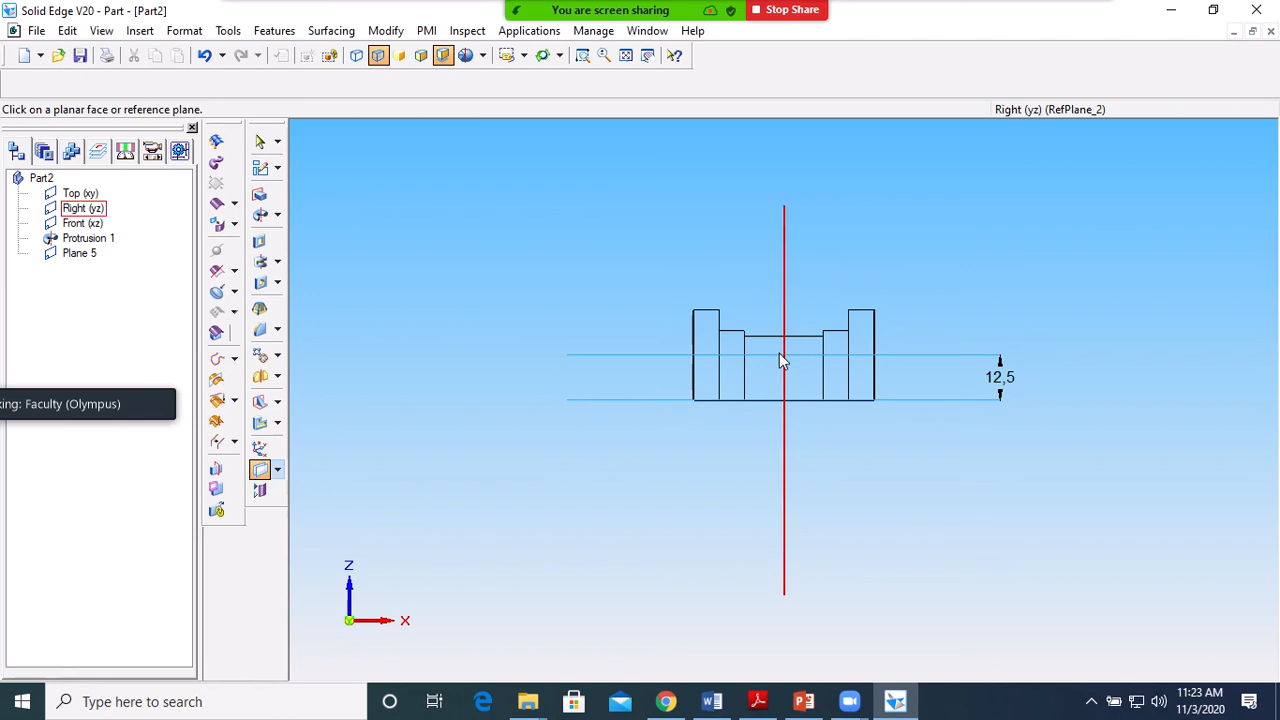 You are screen sharing
Stop Share
Solid Edge V20 - Part - [Part2]
File Edit View Insert Format Tools Features Surfacing Modify PMI Inspect Applications Manage Window Help
Click on a planar face or reference plane.
Right (yz) (RefPlane_2)
Part2
Top (xy)
Right (yz)
Front (xz)
Protrusion 1
Plane 5
king: Faculty (Olympus)
12,5
Z
X
Type here to search
11:23 AM
11/3/2020